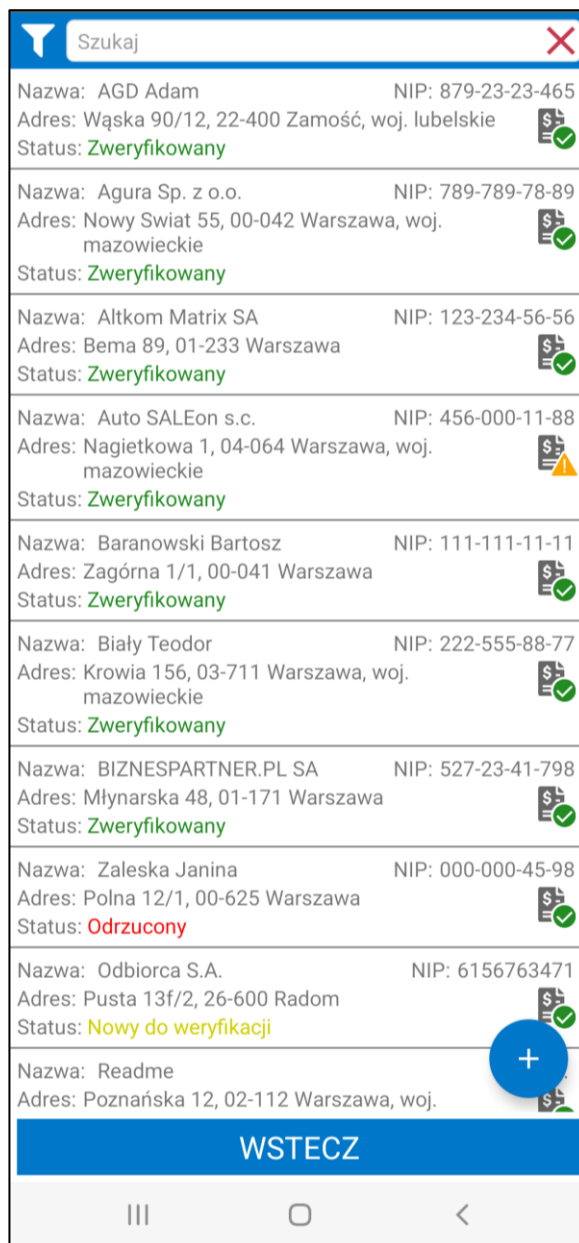 Szukaj
Nazwa: AGD Adam NIP: 879-23-23-465
Adres: Wąska 90/12, 22-400 Zamość, woj. lubelskie
Status: Zweryfikowany
Nazwa: Agura Sp. z o.o. NIP: 789-789-78-89
Adres: Nowy Swiat 55, 00-042 Warszawa, woj.
mazowieckie
Status: Zweryfikowany
Nazwa: Altkom Matrix SA NIP: 123-234-56-56
Adres: Bema 89, 01-233 Warszawa
Status: Zweryfikowany
Nazwa: Auto SALEon s.c. NIP: 456-000-11-88
Adres: Nagietkowa 1, 04-064 Warszawa, woj.
mazowieckie
Status: Zweryfikowany
Nazwa: Baranowski Bartosz NIP: 111-111-11-11
Adres: Zagórna 1/1, 00-041 Warszawa
Status: Zweryfikowany
Nazwa: Biały Teodor NIP: 222-555-88-77
Adres: Krowia 156, 03-711 Warszawa, woj.
mazowieckie
Status: Zweryfikowany
Nazwa: BIZNESPARTNER.PL SA NIP: 527-23-41-798
Adres: Młynarska 48, 01-171 Warszawa
Status: Zweryfikowany
Nazwa: Zaleska Janina NIP: 000-000-45-98
Adres: Polna 12/1, 00-625 Warszawa
Status: Odrzucony
Nazwa: Odbiorca S.A. NIP: 6156763471
Adres: Pusta 13f/2, 26-600 Radom
Status: Nowy do weryfikacji
Nazwa: Readme
Adres: Poznańska 12, 02-112 Warszawa, woj.
WSTECZ